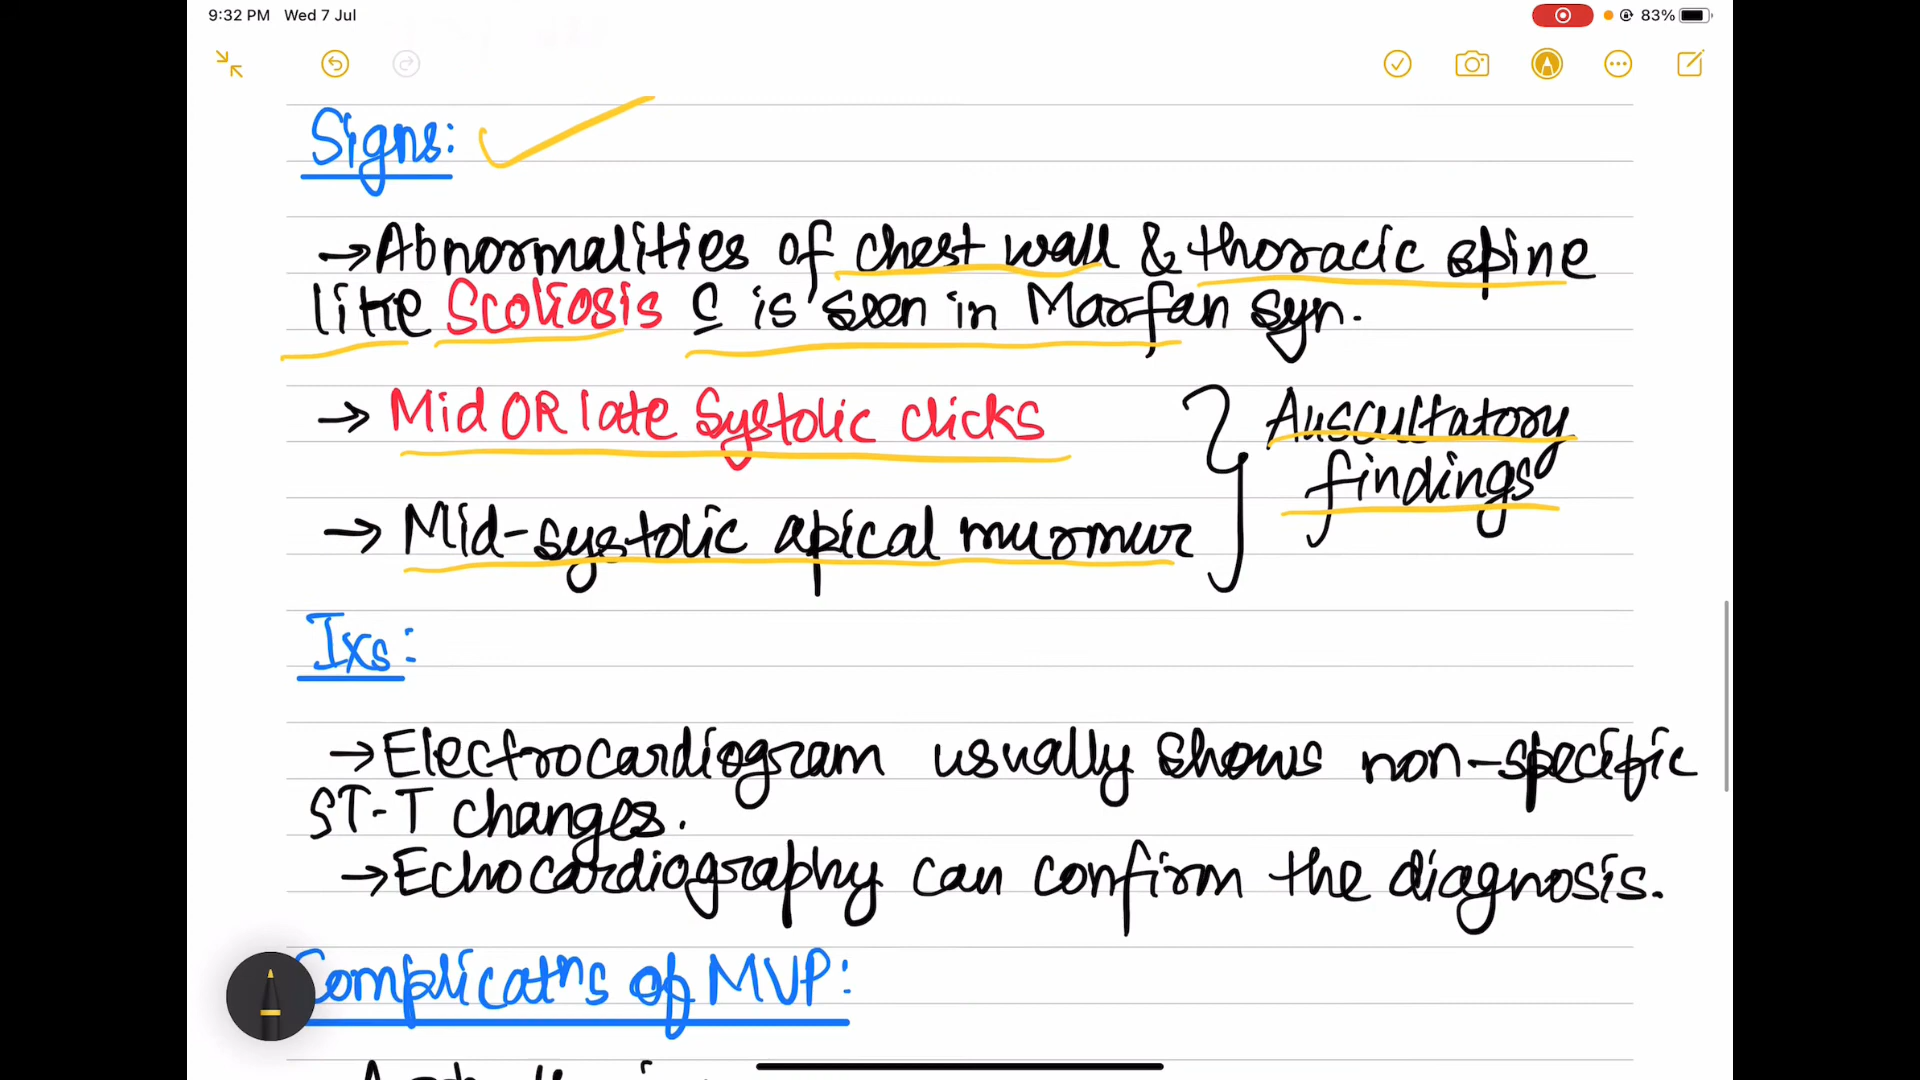 9:32 PM Wed 7 Jul
83%
Signs:
→Abnormalities of chest wall & thoracic spine
like Scoliosis c̲ is seen in Marfan syn.
→ Mid OR late Systolic clicks
Auscultatory
findings
→ Mid-systolic apical murmur
Ixs:
→Electrocardiogram usually shows non-specific
ST-T changes.
→Echocardiography can confirm the diagnosis.
Complicatns of MVP: